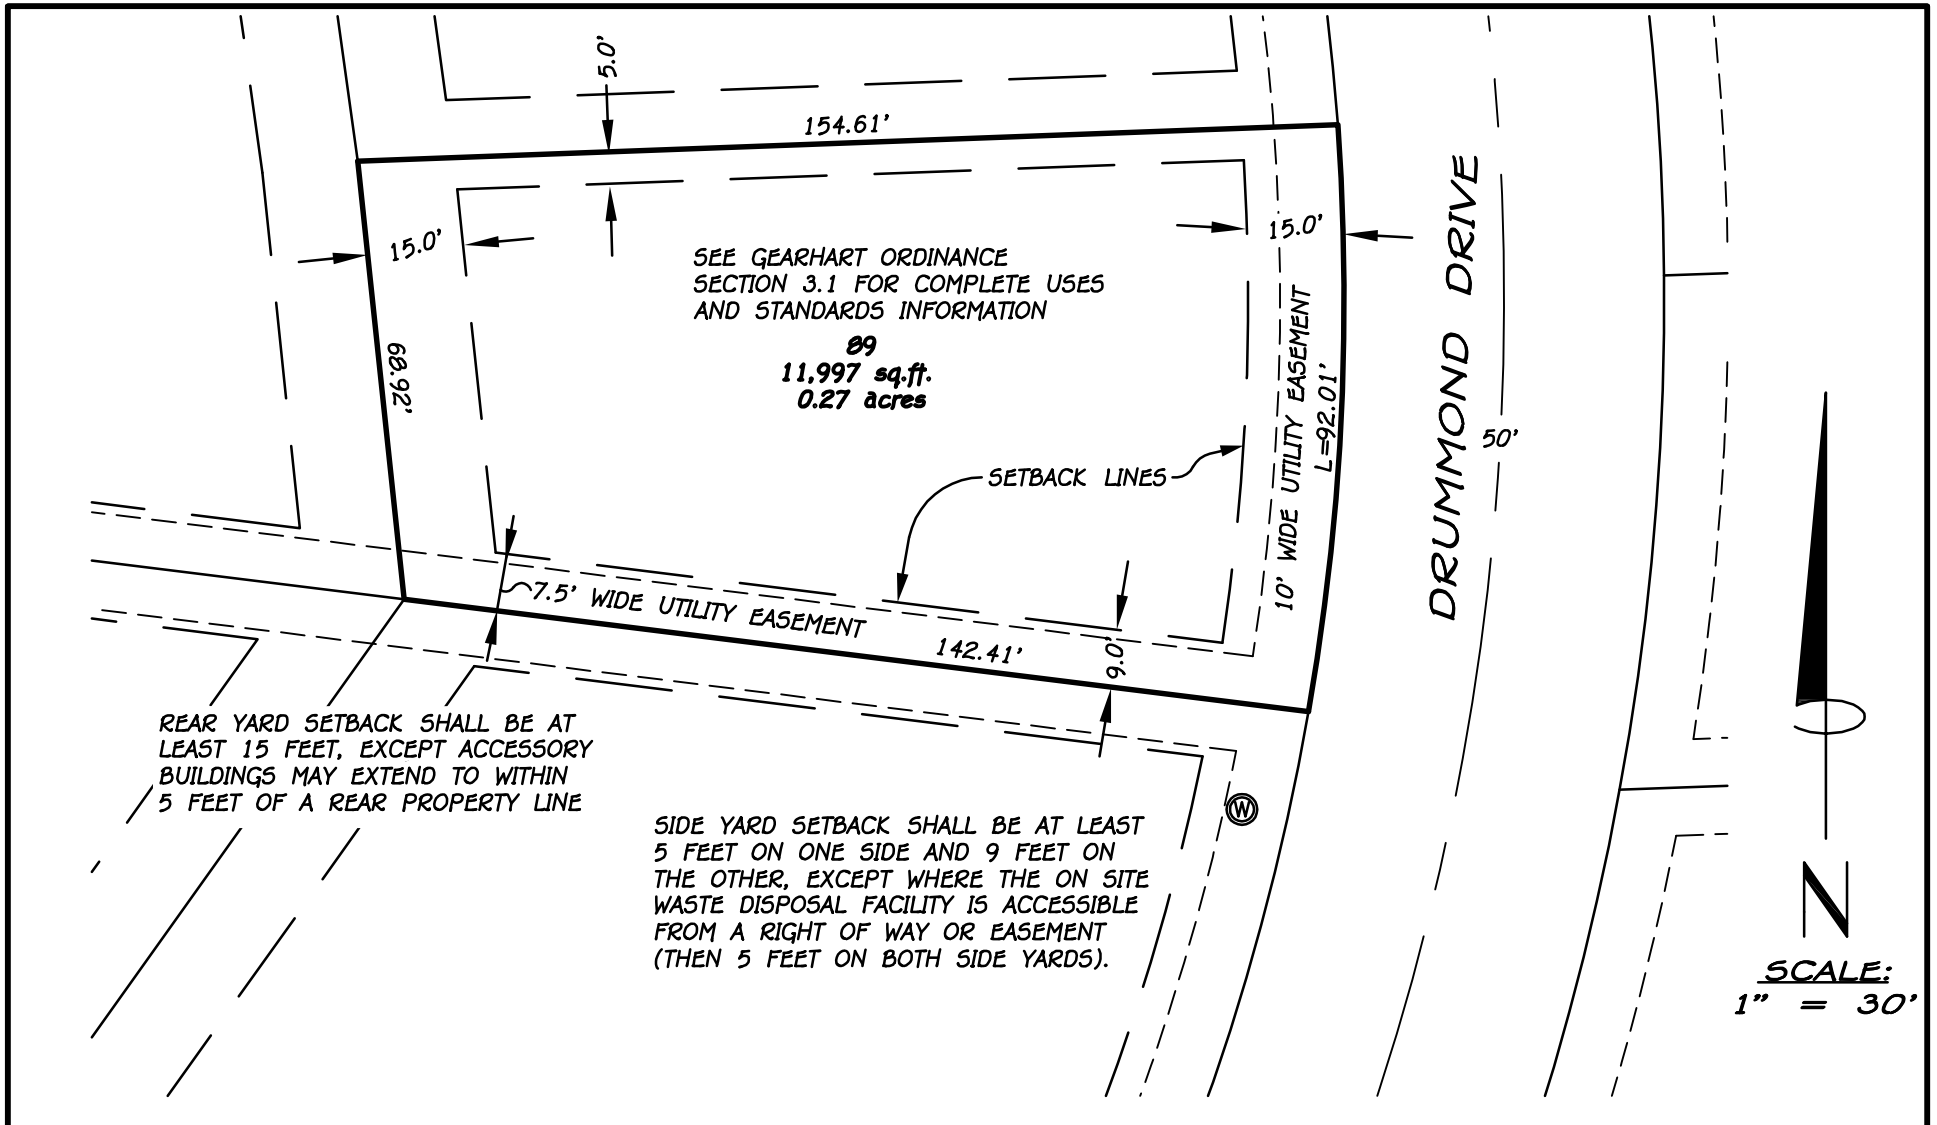 5.0’
154.61’
15.0’
15.0’
SEE GEARHART ORDINANCE
SECTION 3.1 FOR COMPLETE USES
AND STANDARDS INFORMATION
89
11,997 sq.ft.
0.27 acres
68.92’
10’ WIDE UTILITY EASEMENT
L=92.01’
DRUMMOND DRIVE
50’
SETBACK LINES
7.5’ WIDE UTILITY EASEMENT
142.41’
9.0’
REAR YARD SETBACK SHALL BE AT
LEAST 15 FEET, EXCEPT ACCESSORY
BUILDINGS MAY EXTEND TO WITHIN
5 FEET OF A REAR PROPERTY LINE
SIDE YARD SETBACK SHALL BE AT LEAST
5 FEET ON ONE SIDE AND 9 FEET ON
THE OTHER, EXCEPT WHERE THE ON SITE
WASTE DISPOSAL FACILITY IS ACCESSIBLE
FROM A RIGHT OF WAY OR EASEMENT
(THEN 5 FEET ON BOTH SIDE YARDS).
W
N
SCALE:
1” = 30’